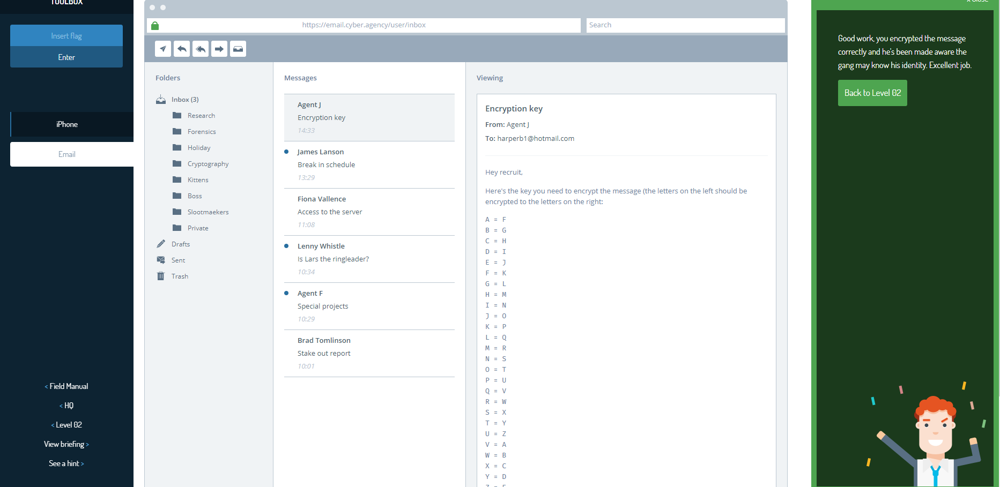 TOOLBOX
Insert flag
Enter
iPhone
Email
< Field Manual
< HQ
< Level 02
View briefing >
See a hint >
https://email.cyber.agency/user/inbox
Search
Folders
Inbox (3)
Research
Forensics
Holiday
Cryptography
Kittens
Boss
Slootmaekers
Private
Drafts
Sent
Trash
Messages
Agent J
Encryption key
14:33
James Lanson
Break in schedule
13:29
Fiona Vallence
Access to the server
11:08
Lenny Whistle
Is Lars the ringleader?
10:34
Agent F
Special projects
10:29
Brad Tomlinson
Stake out report
10:01
Viewing
Encryption key
From: Agent J
To: harperb1@hotmail.com
Hey recruit,
Here's the key you need to encrypt the message (the letters on the left should be
encrypted to the letters on the right:
A = F
B = G
C = H
D = I
E = J
F = K
G = L
H = M
I = N
J = O
K = P
L = Q
M = R
N = S
O = T
P = U
Q = V
R = W
S = X
T = Y
U = Z
V = A
W = B
X = C
Y = D
x Close
Good work, you encrypted the message
correctly and he's been made aware the
gang may know his identity. Excellent job.
Back to Level 02